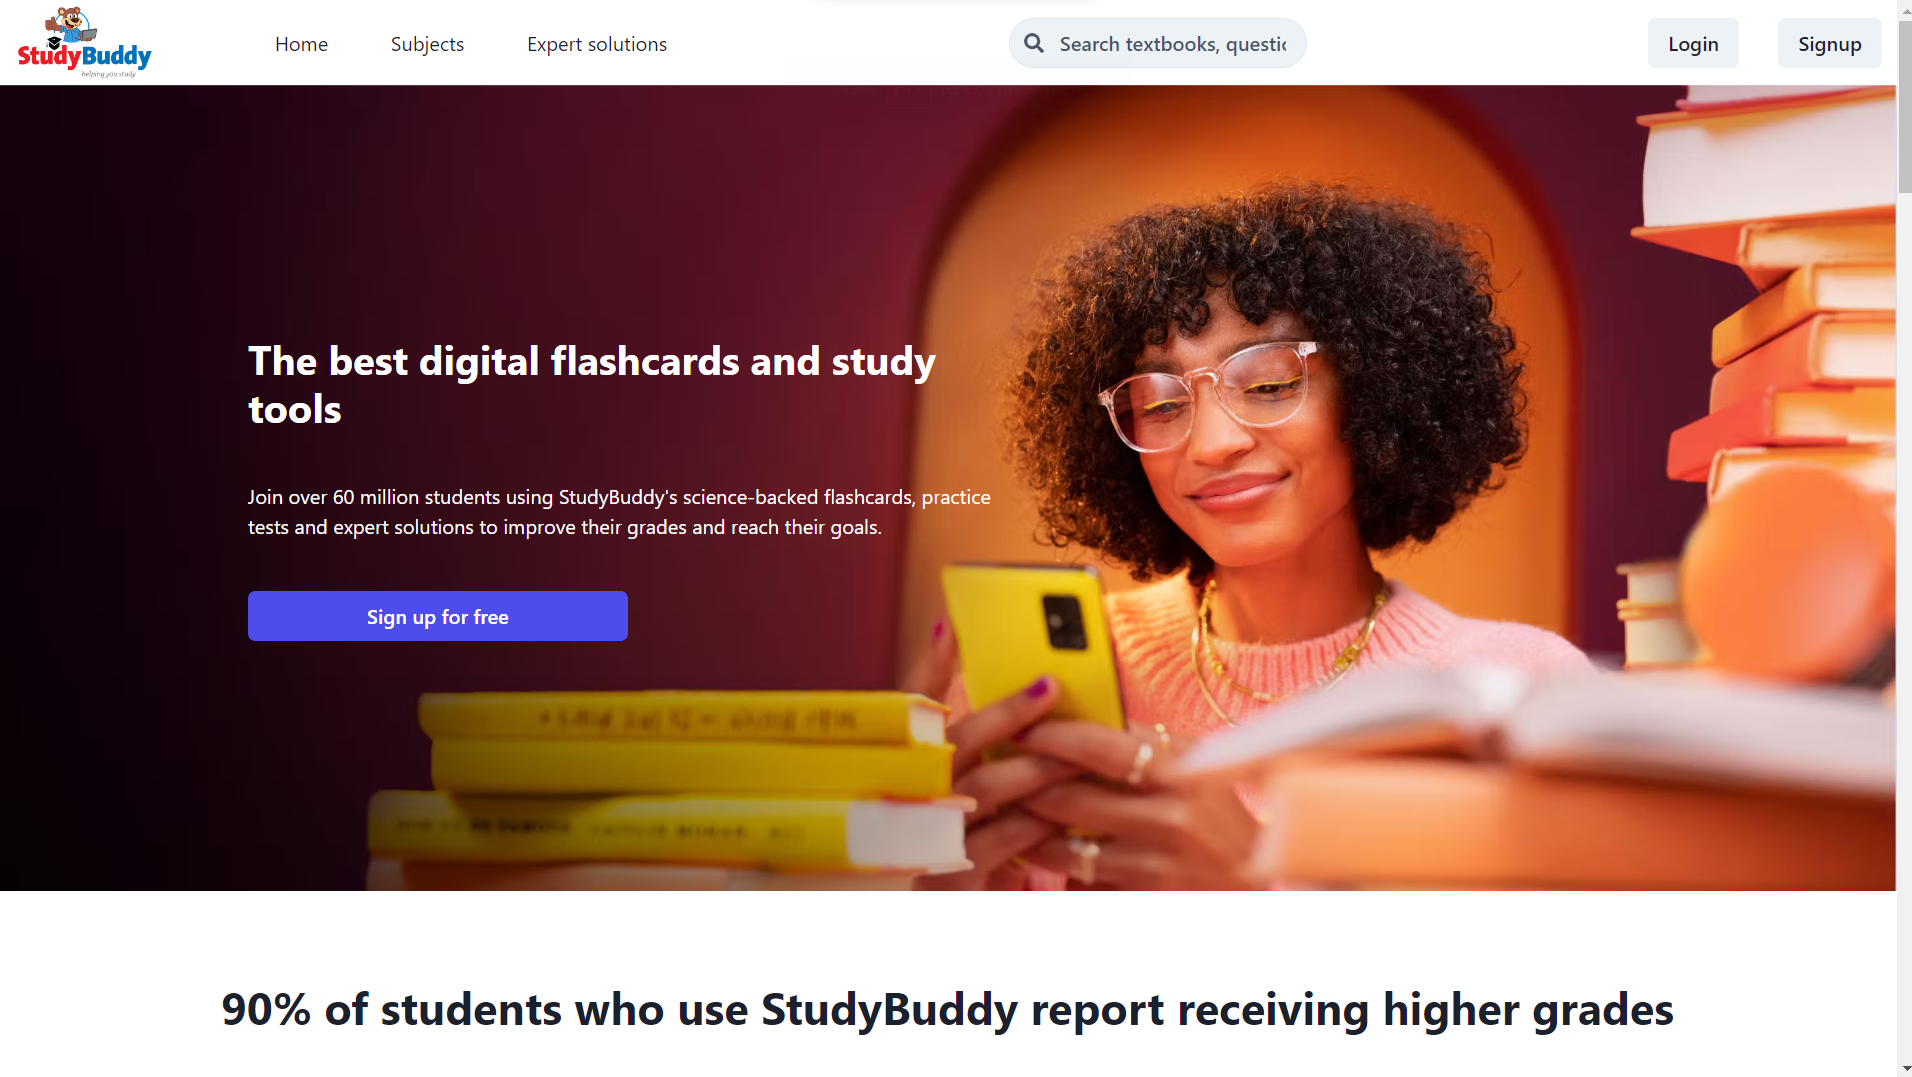 StudyBuddy
helping you study
Home
Subjects
Expert solutions
Search textbooks, questic
Login
Signup
The best digital flashcards and study
tools
Join over 60 million students using StudyBuddy's science-backed flashcards, practice
tests and expert solutions to improve their grades and reach their goals.
Sign up for free
90% of students who use StudyBuddy report receiving higher grades